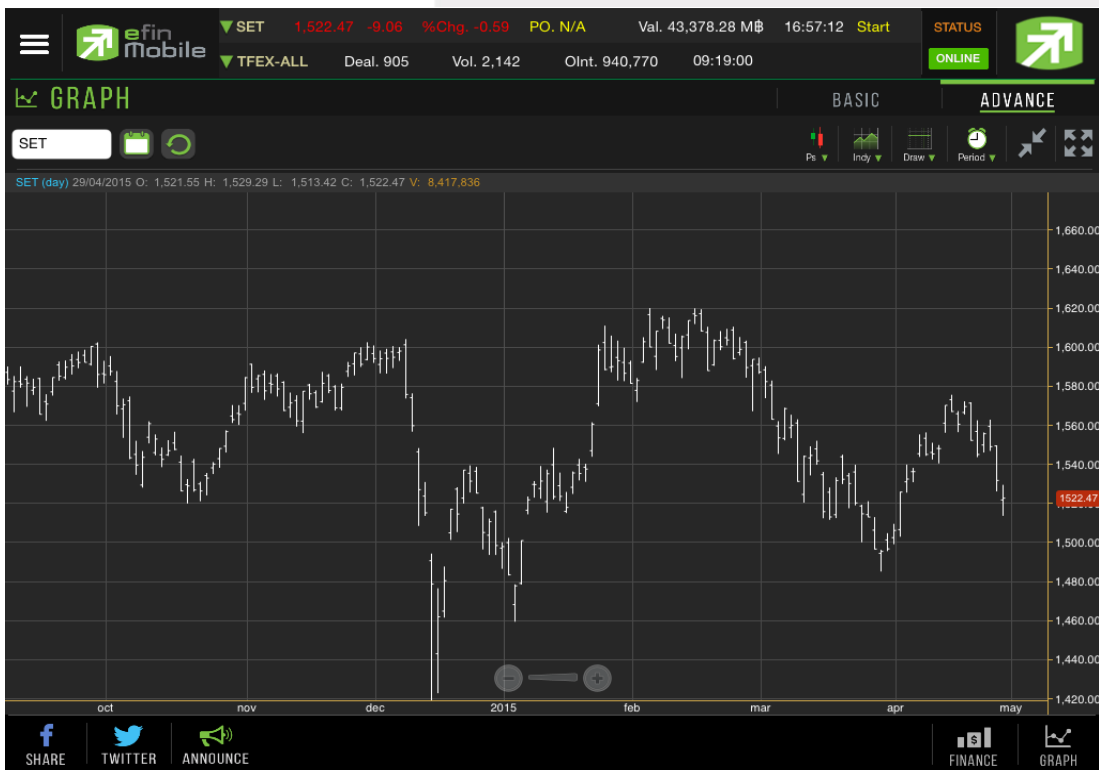 efin Mobile
SET 1,522.47 -9.06 %Chg. -0.59 PO. N/A Val. 43,378.28 M฿ 16:57:12 Start
TFEX-ALL Deal. 905 Vol. 2,142 OInt. 940,770 09:19:00
STATUS
ONLINE
GRAPH
BASIC ADVANCE
SET
Ps Indy Draw Period
SET (day) 29/04/2015 O: 1,521.55 H: 1,529.29 L: 1,513.42 C: 1,522.47 V: 8,417,836
1,660.00
1,640.00
1,620.00
1,600.00
1,580.00
1,560.00
1,540.00
1522.47
1,500.00
1,480.00
1,460.00
1,440.00
1,420.00
oct nov dec 2015 feb mar apr may
SHARE TWITTER ANNOUNCE FINANCE GRAPH